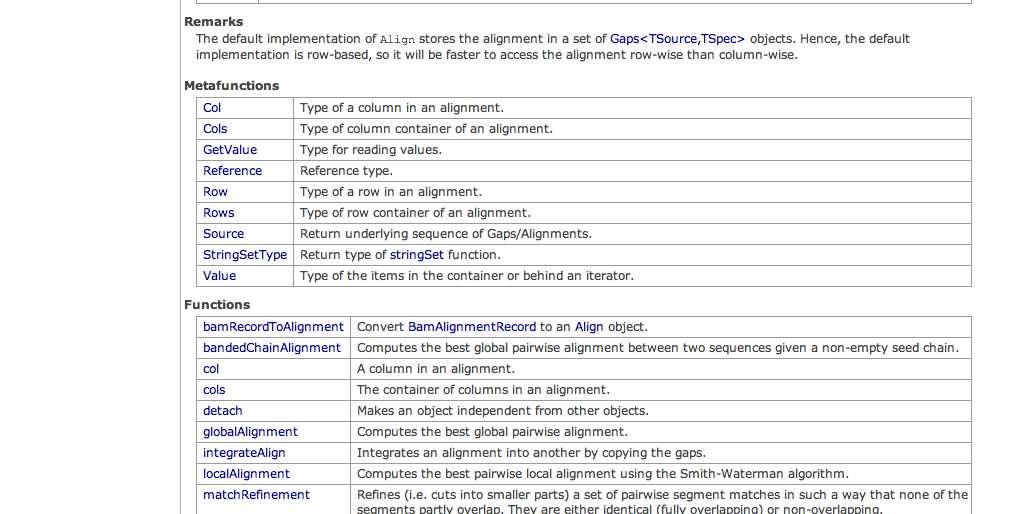 Remarks
The default implementation of Align stores the alignment in a set of Gaps<TSource,TSpec> objects. Hence, the default
implementation is row-based, so it will be faster to access the alignment row-wise than column-wise.
Metafunctions
Col Type of a column in an alignment.
Cols Type of column container of an alignment.
GetValue Type for reading values.
Reference Reference type.
Row Type of a row in an alignment.
Rows Type of row container of an alignment.
Source Return underlying sequence of Gaps/Alignments.
StringSetType Return type of stringSet function.
Value Type of the items in the container or behind an iterator.
Functions
bamRecordToAlignment Convert BamAlignmentRecord to an Align object.
bandedChainAlignment Computes the best global pairwise alignment between two sequences given a non-empty seed chain.
col A column in an alignment.
cols The container of columns in an alignment.
detach Makes an object independent from other objects.
globalAlignment Computes the best global pairwise alignment.
integrateAlign Integrates an alignment into another by copying the gaps.
localAlignment Computes the best pairwise local alignment using the Smith-Waterman algorithm.
matchRefinement Refines (i.e. cuts into smaller parts) a set of pairwise segment matches in such a way that none of the
segments partly overlap. They are either identical (fully overlapping) or non-overlapping.